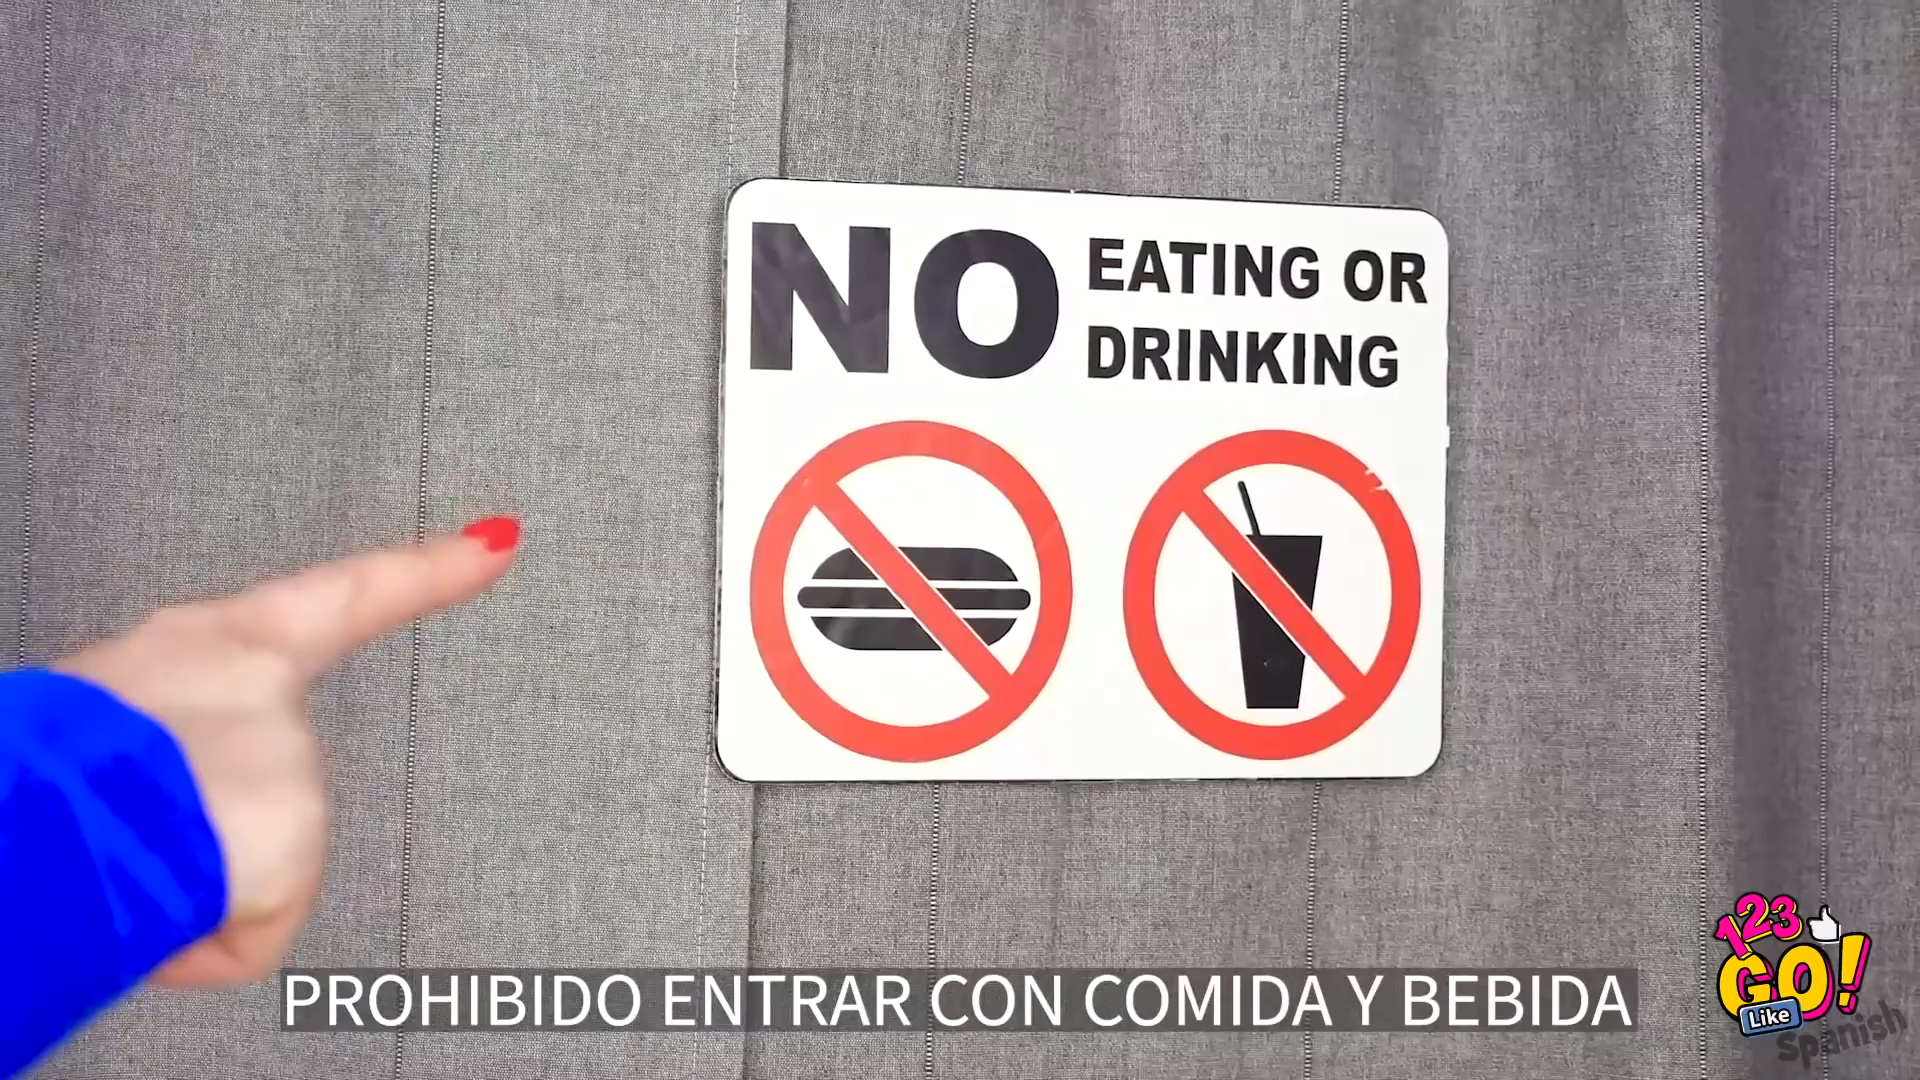 NO EATING OR
DRINKING
PROHIBIDO ENTRAR CON COMIDA Y BEBIDA
123
GO!
Like
Spanish